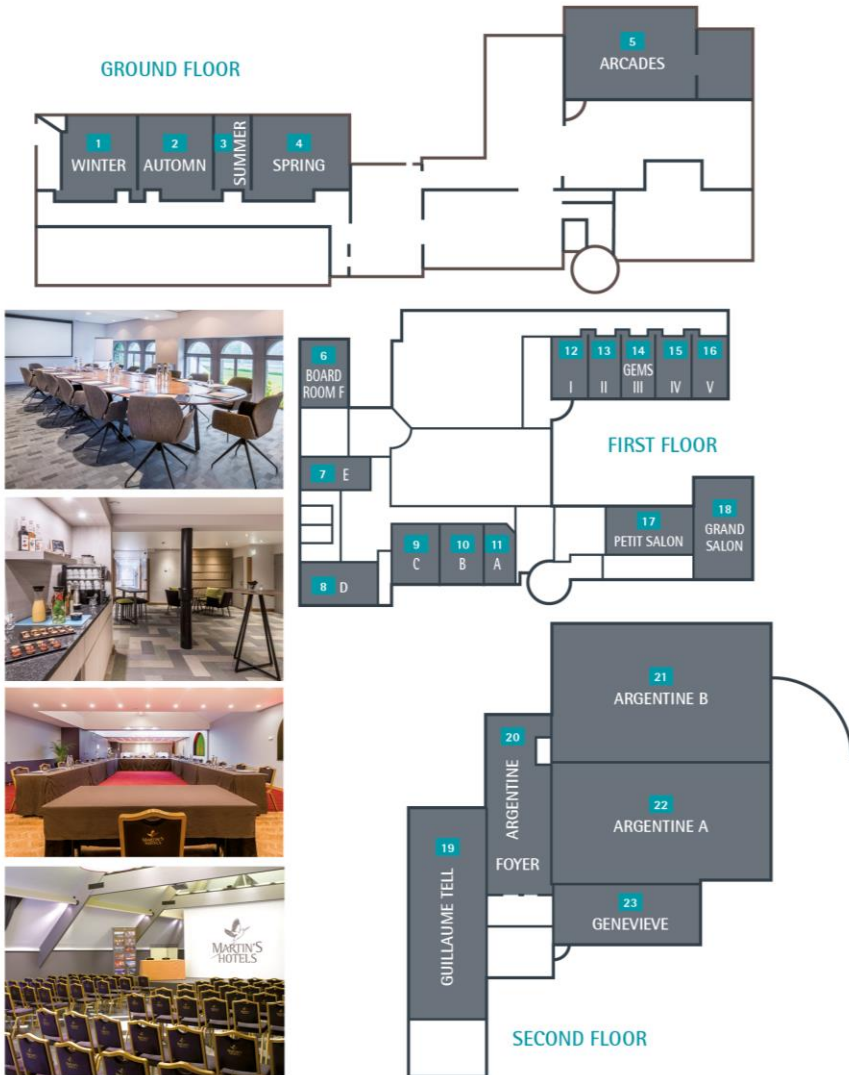 GROUND FLOOR
5
ARCADES
1
WINTER
2
AUTOMN
3
SUMMER
4
SPRING
6
BOARD
ROOM F
12
I
13
II
14
GEMS
III
15
IV
16
V
FIRST FLOOR
7 E
8 D
9
C
10
B
11
A
17
PETIT SALON
18
GRAND
SALON
21
ARGENTINE B
20
ARGENTINE
FOYER
22
ARGENTINE A
19
GUILLAUME TELL
23
GENEVIEVE
SECOND FLOOR
MARTIN'S
HOTELS
MARTIN'S
HOTELS